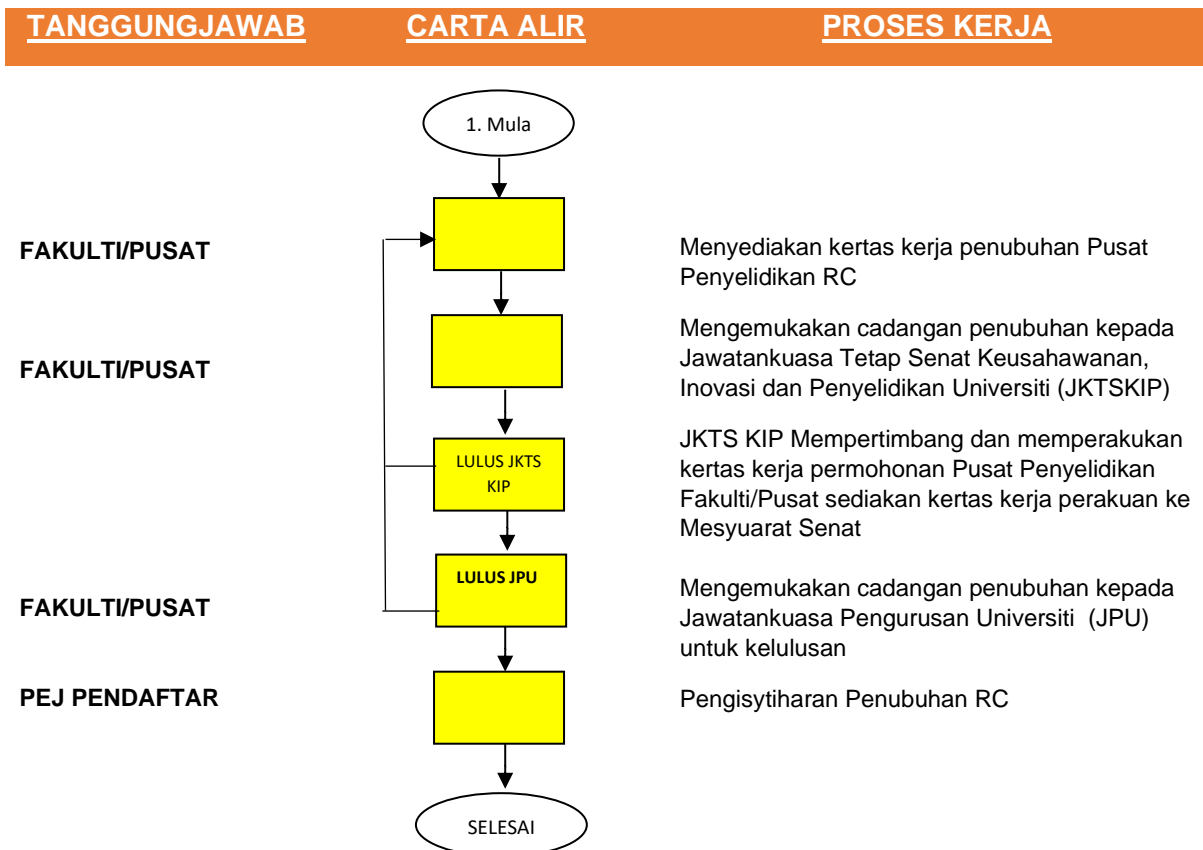 TANGGUNGJAWAB CARTA ALIR PROSES KERJA
1. Mula
FAKULTI/PUSAT
Menyediakan kertas kerja penubuhan Pusat
Penyelidikan RC
FAKULTI/PUSAT
Mengemukakan cadangan penubuhan kepada
Jawatankuasa Tetap Senat Keusahawanan,
Inovasi dan Penyelidikan Universiti (JKTSKIP)
LULUS JKTS
KIP
JKTS KIP Mempertimbang dan memperakukan
kertas kerja permohonan Pusat Penyelidikan
Fakulti/Pusat sediakan kertas kerja perakuan ke
Mesyuarat Senat
FAKULTI/PUSAT
LULUS JPU
Mengemukakan cadangan penubuhan kepada
Jawatankuasa Pengurusan Universiti (JPU)
untuk kelulusan
PEJ PENDAFTAR
Pengisytiharan Penubuhan RC
SELESAI